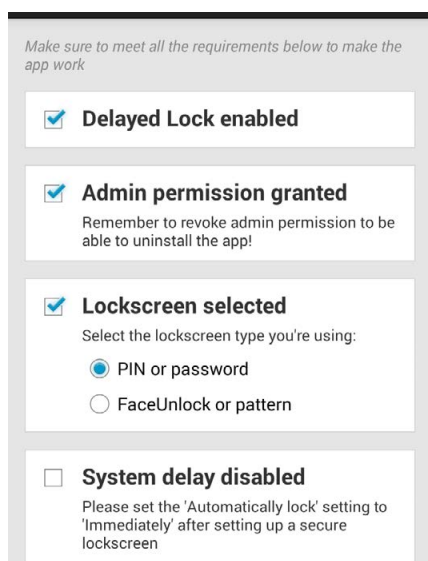 Make sure to meet all the requirements below to make the
app work
Delayed Lock enabled
Admin permission granted
Remember to revoke admin permission to be
able to uninstall the app!
Lockscreen selected
Select the lockscreen type you're using:
PIN or password
FaceUnlock or pattern
System delay disabled
Please set the 'Automatically lock' setting to
'Immediately' after setting up a secure
lockscreen